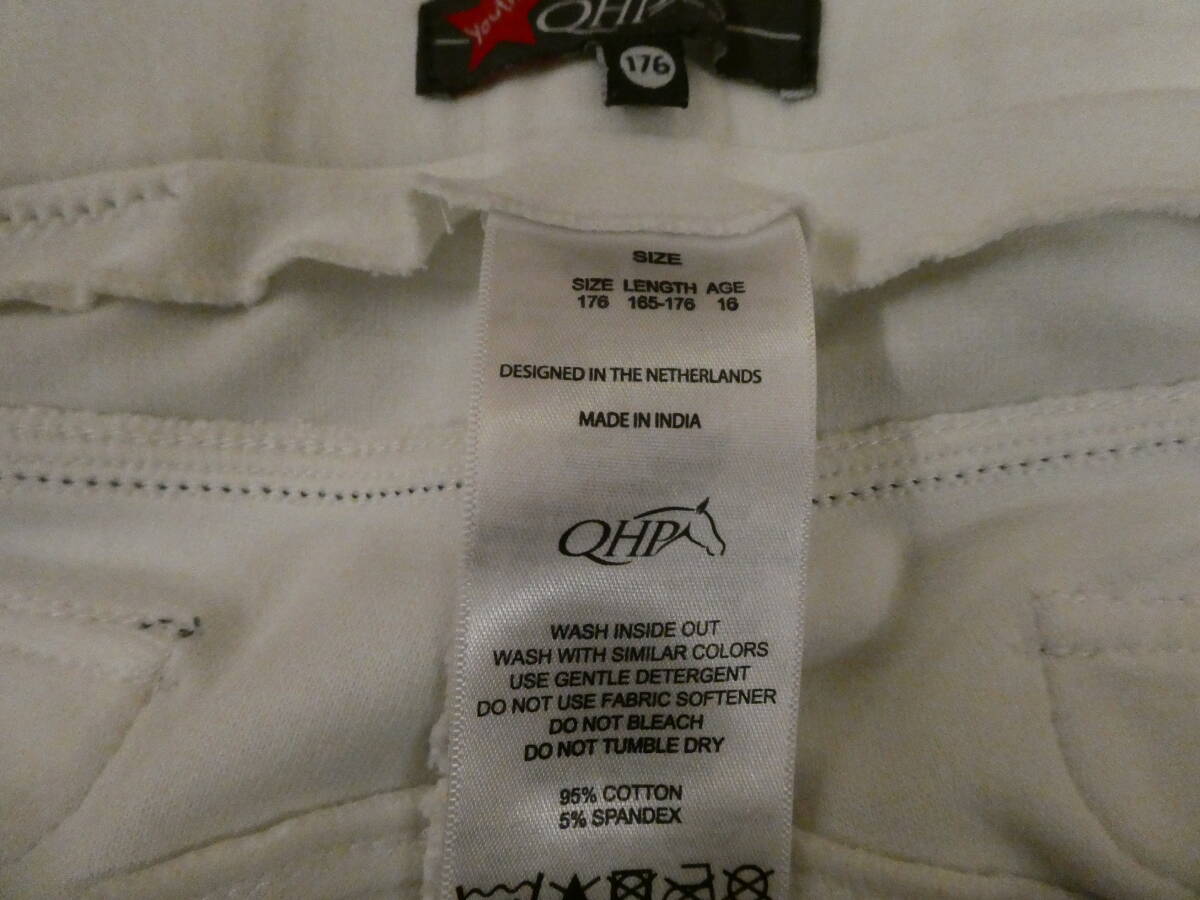 Youth
QHP
176
SIZE
SIZE LENGTH AGE
176 165-176 16
DESIGNED IN THE NETHERLANDS
MADE IN INDIA
QHP
WASH INSIDE OUT
WASH WITH SIMILAR COLORS
USE GENTLE DETERGENT
DO NOT USE FABRIC SOFTENER
DO NOT BLEACH
DO NOT TUMBLE DRY
95% COTTON
5% SPANDEX